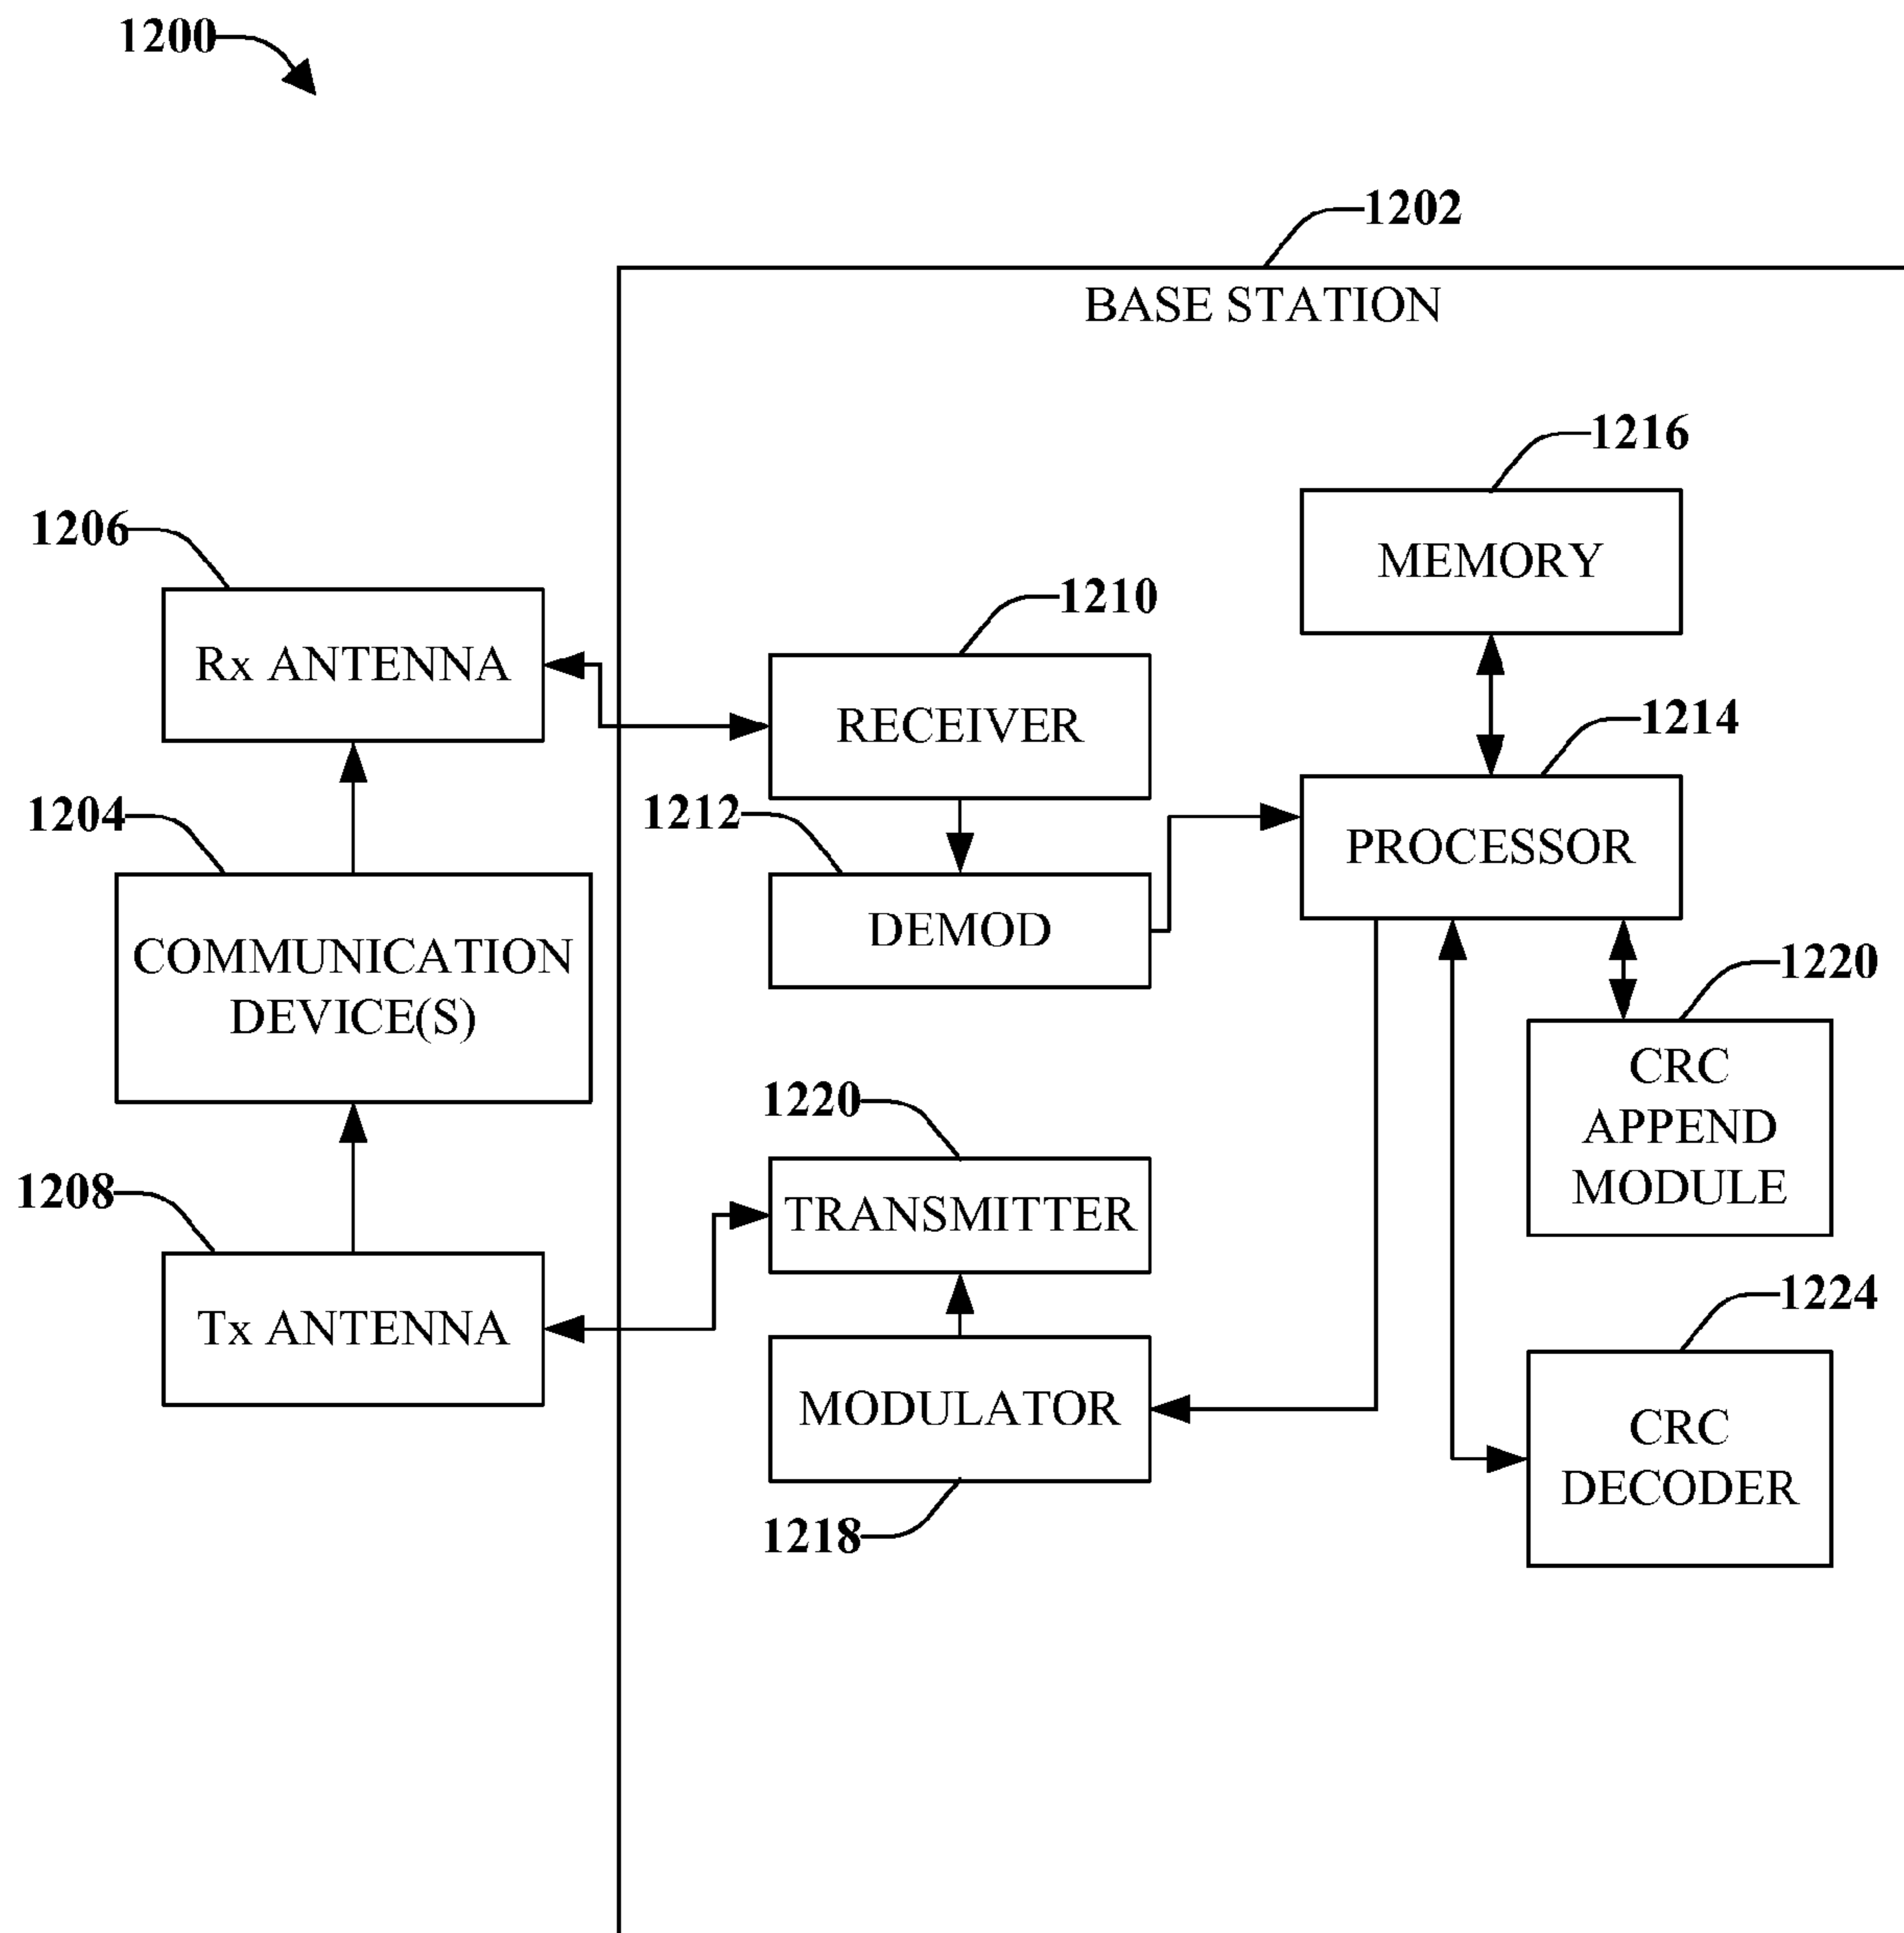 1200
1202
BASE STATION
1216
MEMORY
1206
Rx ANTENNA
1210
RECEIVER
1214
PROCESSOR
1204
COMMUNICATION
DEVICE(S)
1212
DEMOD
1220
CRC
APPEND
MODULE
1220
TRANSMITTER
1208
Tx ANTENNA
MODULATOR
1218
1224
CRC
DECODER